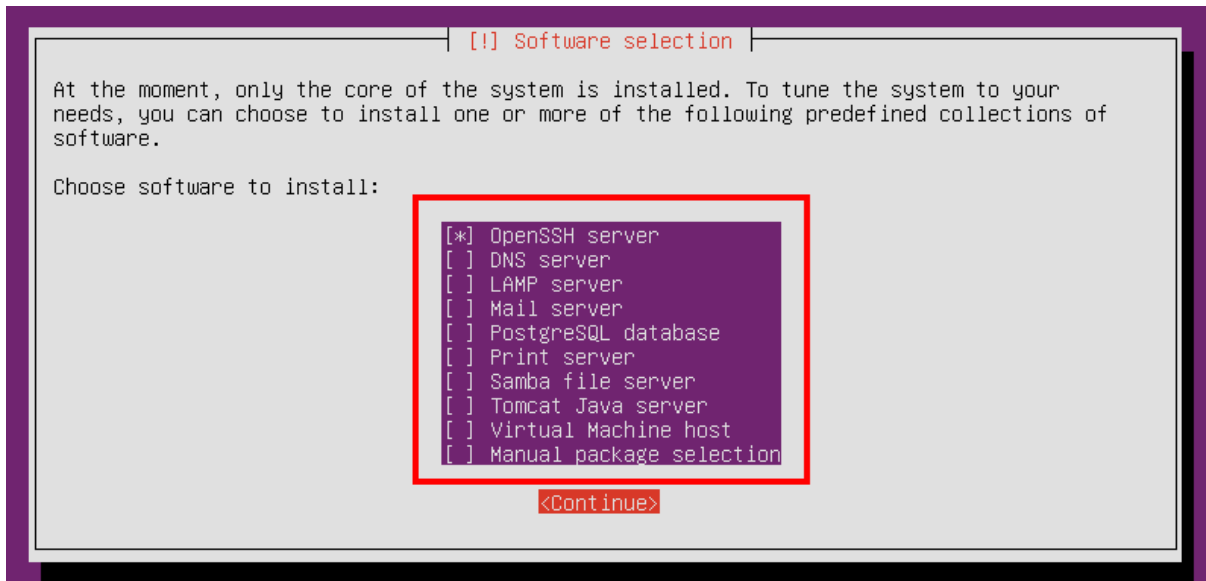 [!] Software selection
At the moment, only the core of the system is installed. To tune the system to your
needs, you can choose to install one or more of the following predefined collections of
software.
Choose software to install:
[*] OpenSSH server
[ ] DNS server
[ ] LAMP server
[ ] Mail server
[ ] PostgreSQL database
[ ] Print server
[ ] Samba file server
[ ] Tomcat Java server
[ ] Virtual Machine host
[ ] Manual package selection
<Continue>